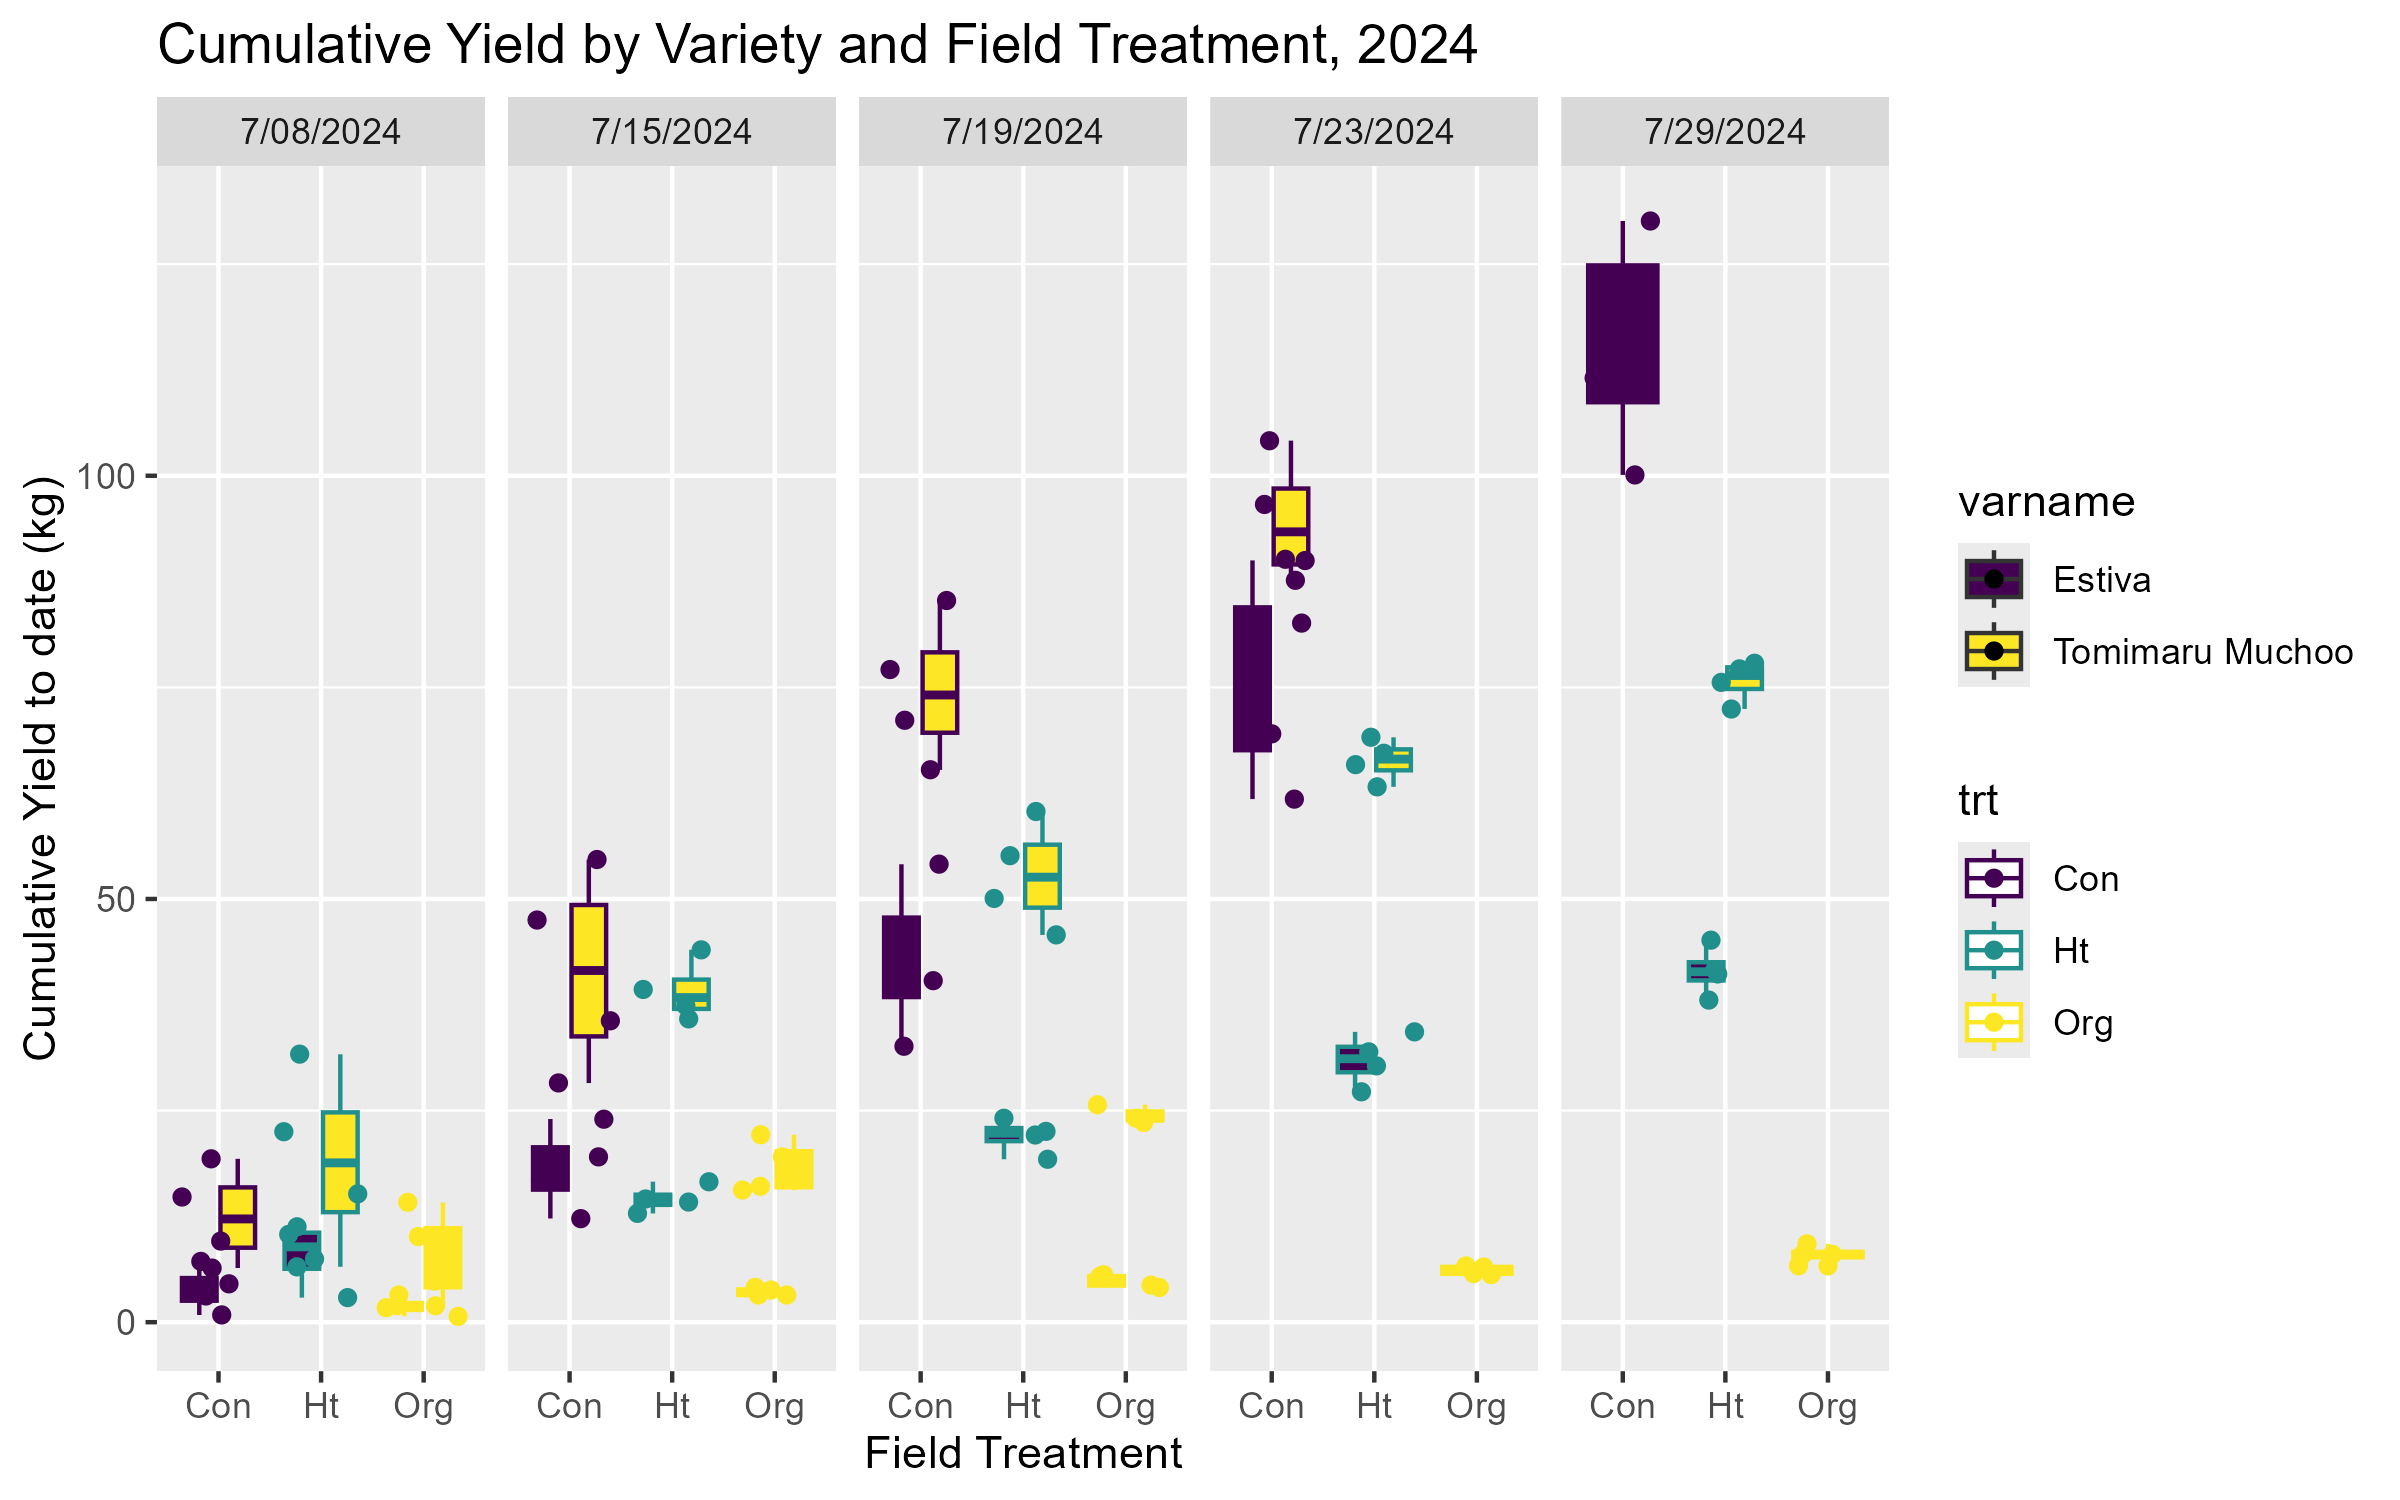 Cumulative Yield by Variety and Field Treatment, 2024
7/08/2024 7/15/2024 7/19/2024 7/23/2024 7/29/2024
Cumulative Yield to date (kg)
100
50
0
Con Ht Org Con Ht Org Con Ht Org Con Ht Org Con Ht Org
Field Treatment
varname
Estiva
Tomimaru Muchoo
trt
Con
Ht
Org